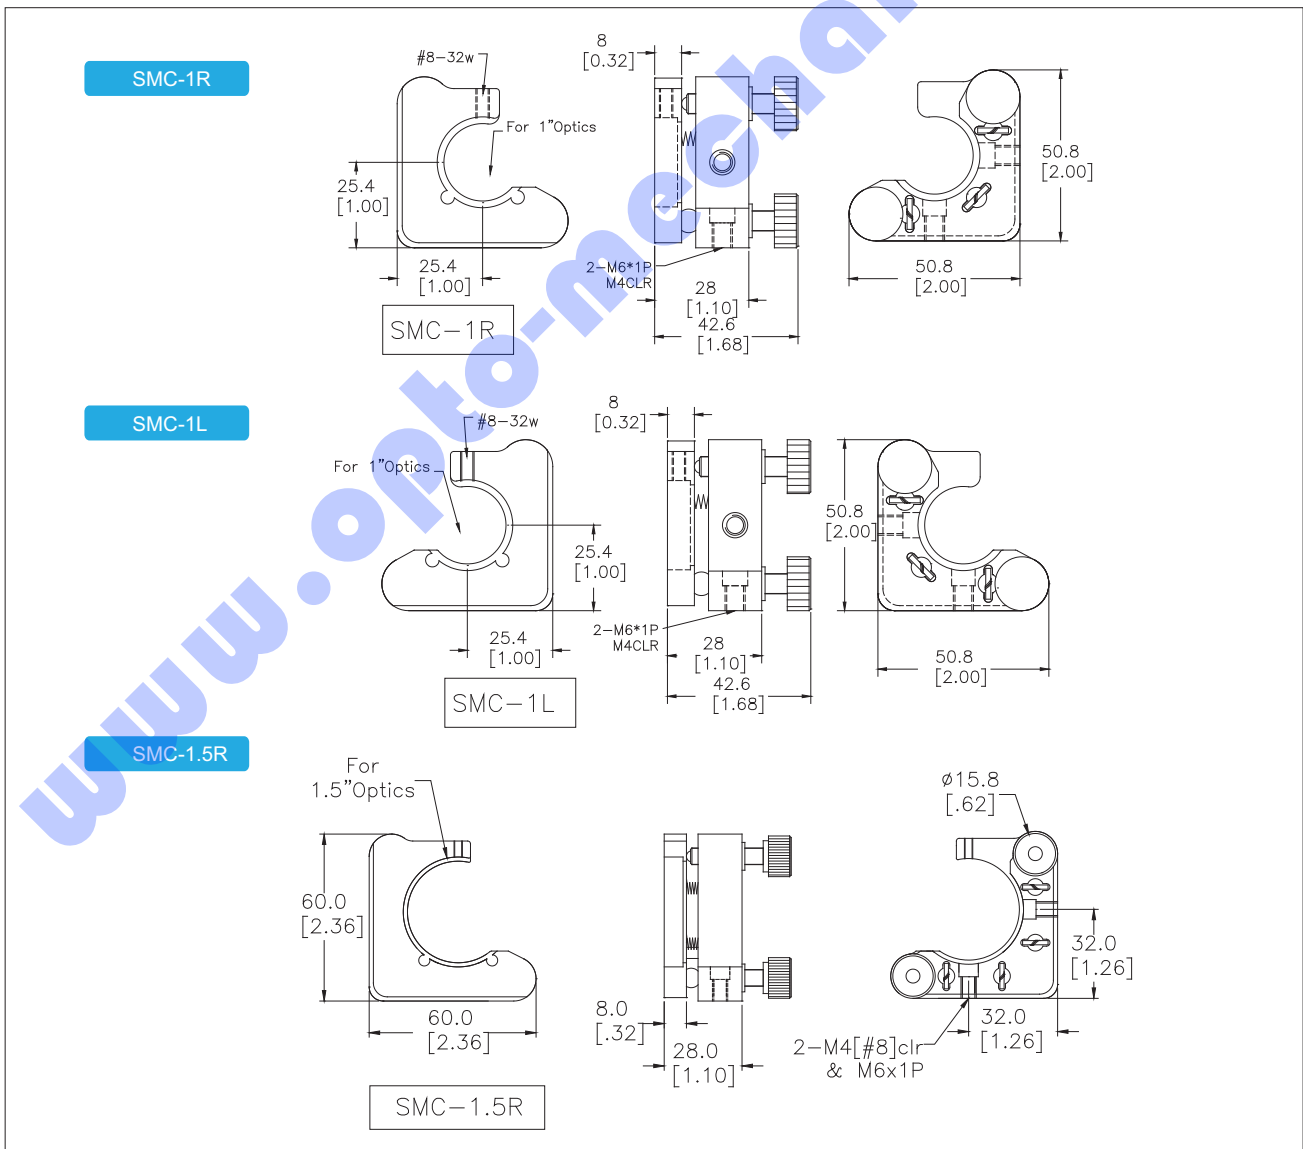 SMC-1R
#8-32w
For 1"Optics
25.4
[1.00]
25.4
[1.00]
SMC-1R
8
[0.32]
2-M6*1P
M4CLR
28
[1.10]
42.6
[1.68]
50.8
[2.00]
50.8
[2.00]
SMC-1L
#8-32w
For 1"Optics
25.4
[1.00]
25.4
[1.00]
SMC-1L
8
[0.32]
2-M6*1P
M4CLR
28
[1.10]
42.6
[1.68]
50.8
[2.00]
50.8
[2.00]
SMC-1.5R
For
1.5"Optics
60.0
[2.36]
60.0
[2.36]
SMC-1.5R
8.0
[.32]
28.0
[1.10]
ø15.8
[.62]
32.0
[1.26]
32.0
[1.26]
2-M4[#8]clr
& M6x1P
www.opto-mechan